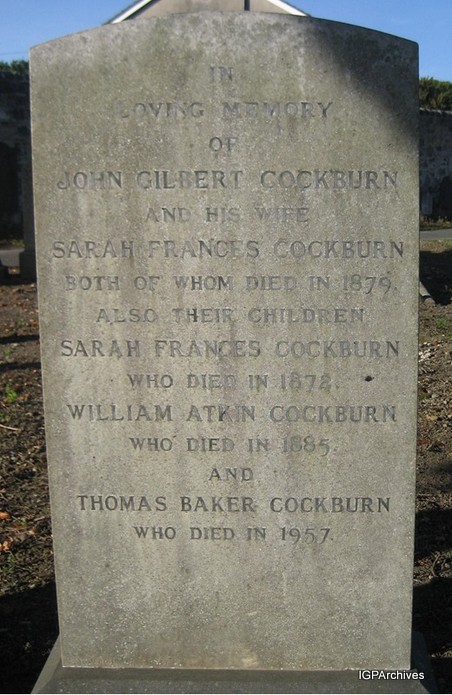 IN
LOVING MEMORY
OF
JOHN GILBERT COCKBURN
AND HIS WIFE
SARAH FRANCES COCKBURN
BOTH OF WHOM DIED IN 1879.
ALSO THEIR CHILDREN
SARAH FRANCES COCKBURN
WHO DIED IN 1872.
WILLIAM ATKIN COCKBURN
WHO DIED IN 1885.
AND
THOMAS BAKER COCKBURN
WHO DIED IN 1957.
IGPArchives